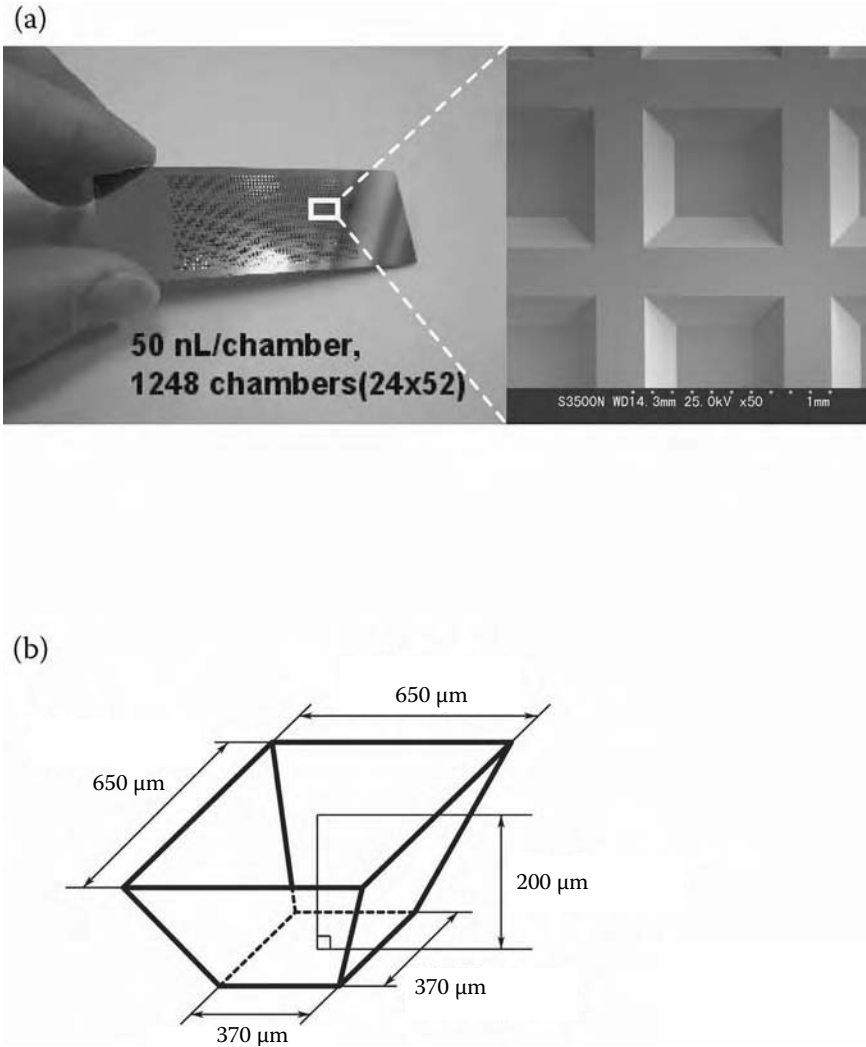 (a)
50 nL/chamber,
1248 chambers(24x52)
S3500N WD14.3mm 25.0kV x50 1mm
(b)
650 µm
650 µm
200 µm
370 µm
370 µm